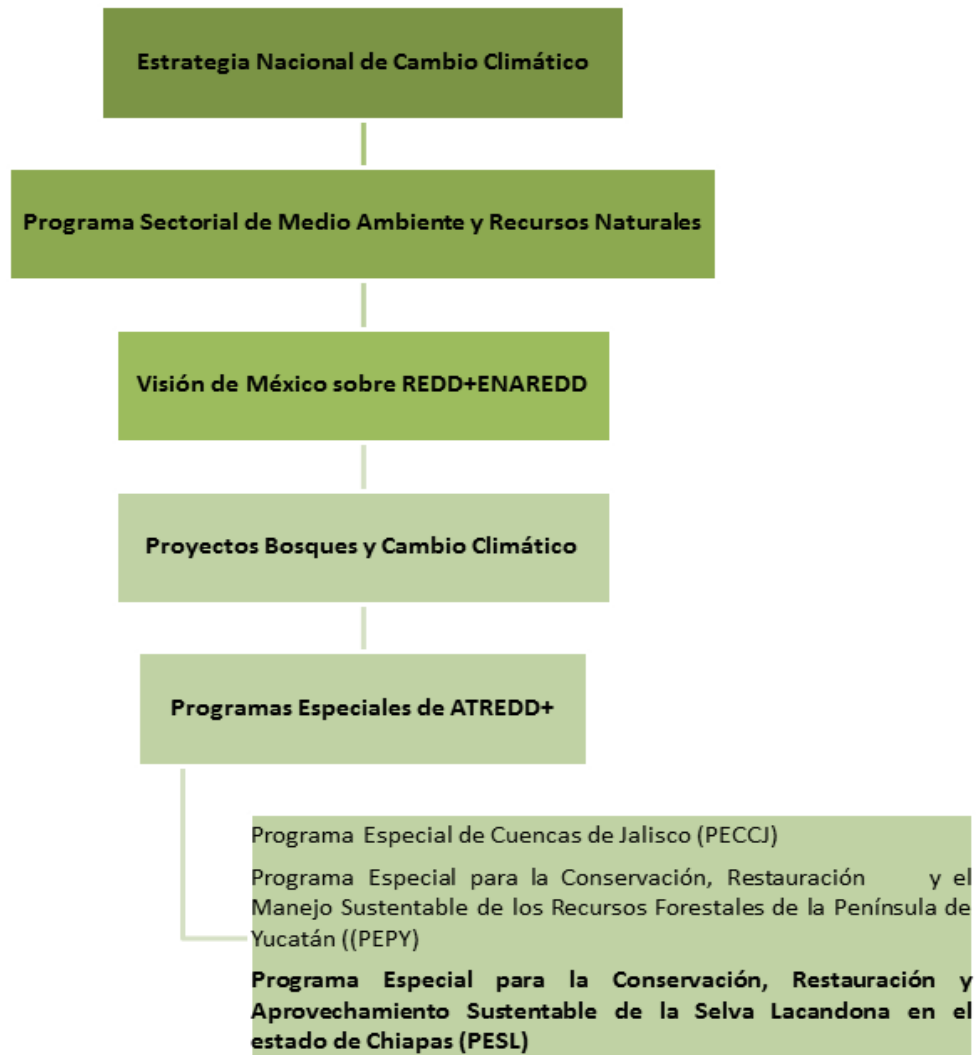 Estrategia Nacional de Cambio Climático
Programa Sectorial de Medio Ambiente y Recursos Naturales
Visión de México sobre REDD+ENAREDD
Proyectos Bosques y Cambio Climático
Programas Especiales de ATREDD+
Programa Especial de Cuencas de Jalisco (PECCJ)
Programa Especial para la Conservación, Restauración y el
Manejo Sustentable de los Recursos Forestales de la Península de
Yucatán ((PEPY)
Programa Especial para la Conservación, Restauración y
Aprovechamiento Sustentable de la Selva Lacandona en el
estado de Chiapas (PESL)